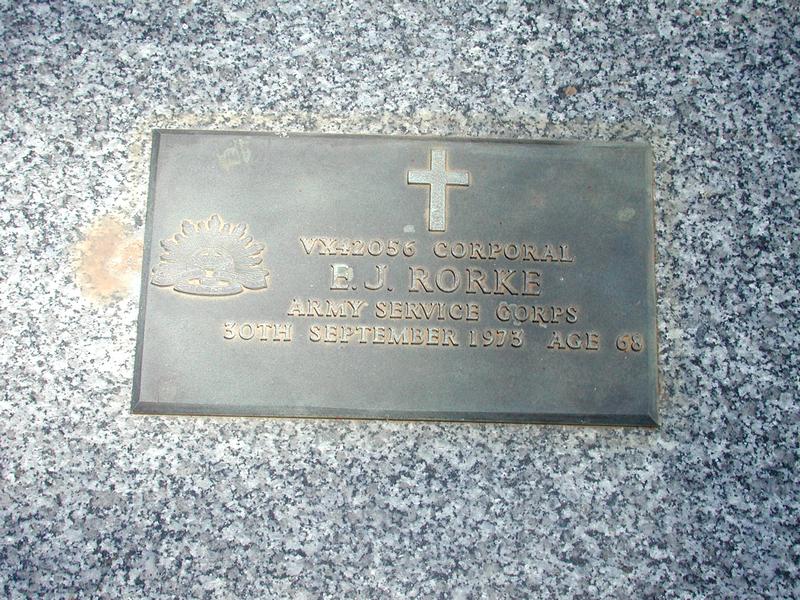 VX42056 CORPORAL
E. J. RORKE
ARMY SERVICE CORPS
30TH SEPTEMBER 1973 AGE 68